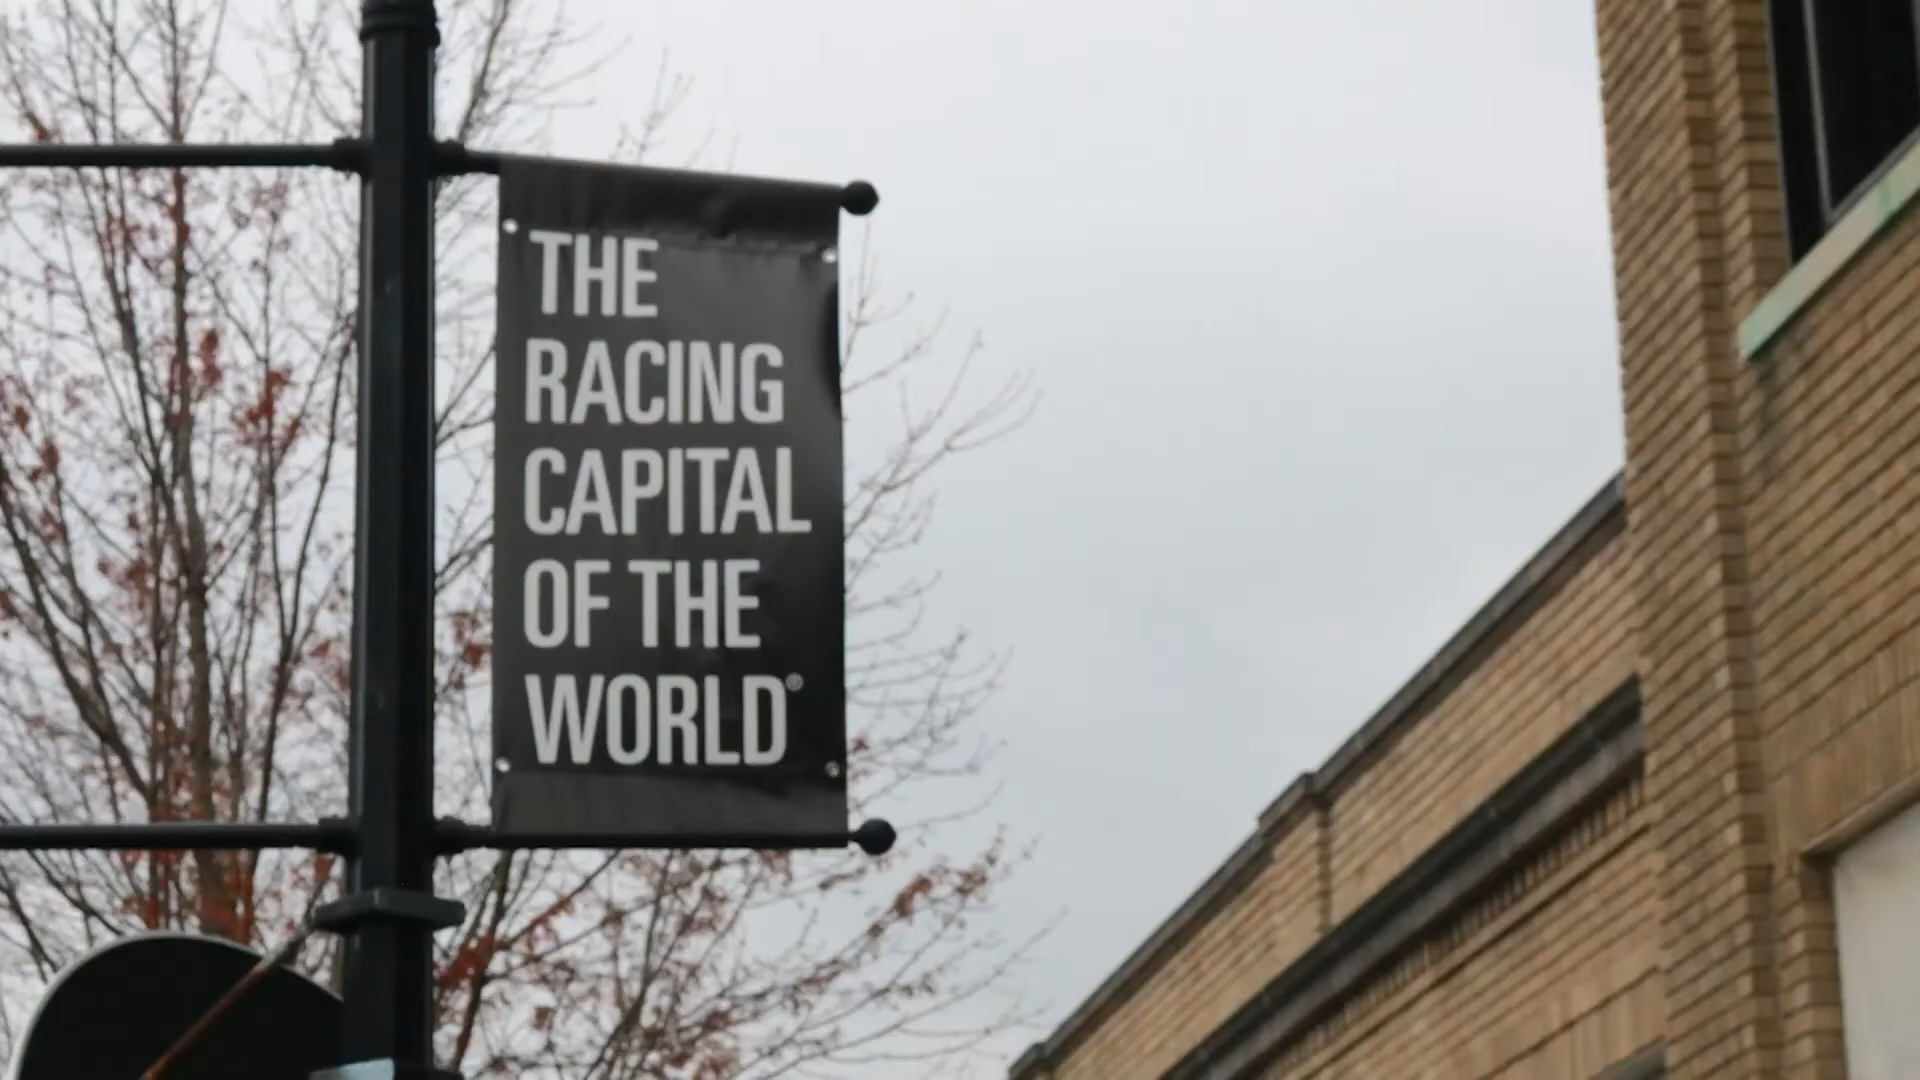 THE
RACING
CAPITAL
OF THE
WORLD®